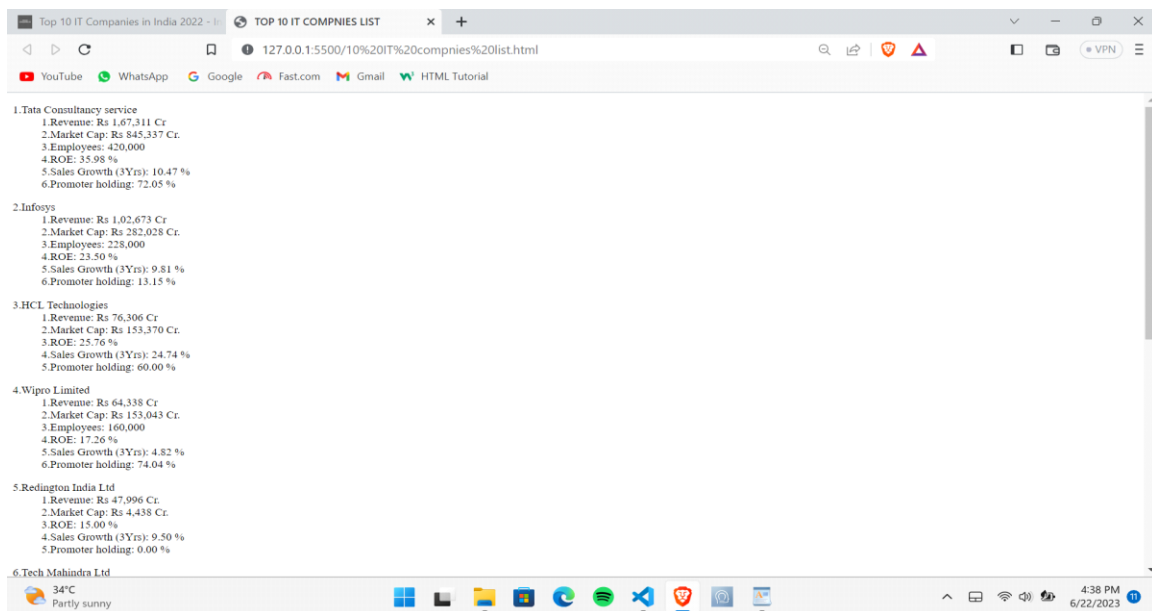 Top 10 IT Companies in India 2022 - I
TOP 10 IT COMPNIES LIST
127.0.0.1:5500/10%20IT%20compnies%20list.html
VPN
YouTube WhatsApp Google Fast.com Gmail HTML Tutorial
1.Tata Consultancy service
1.Revenue: Rs 1,67,311 Cr
2.Market Cap: Rs 845,337 Cr.
3.Employees: 420,000
4.ROE: 35.98 %
5.Sales Growth (3Yrs): 10.47 %
6.Promoter holding: 72.05 %
2.Infosys
1.Revenue: Rs 1,02,673 Cr
2.Market Cap: Rs 282,028 Cr.
3.Employees: 228,000
4.ROE: 23.50 %
5.Sales Growth (3Yrs): 9.81 %
6.Promoter holding: 13.15 %
3.HCL Technologies
1.Revenue: Rs 76,306 Cr
2.Market Cap: Rs 153,370 Cr.
3.ROE: 25.76 %
4.Sales Growth (3Yrs): 24.74 %
5.Promoter holding: 60.00 %
4.Wipro Limited
1.Revenue: Rs 64,338 Cr
2.Market Cap: Rs 153,043 Cr.
3.Employees: 160,000
4.ROE: 17.26 %
5.Sales Growth (3Yrs): 4.82 %
6.Promoter holding: 74.04 %
5.Redington India Ltd
1.Revenue: Rs 47,996 Cr.
2.Market Cap: Rs 4,438 Cr.
3.ROE: 15.00 %
4.Sales Growth (3Yrs): 9.50 %
5.Promoter holding: 0.00 %
6.Tech Mahindra Ltd
34°C
Partly sunny
4:38 PM
6/22/2023
11